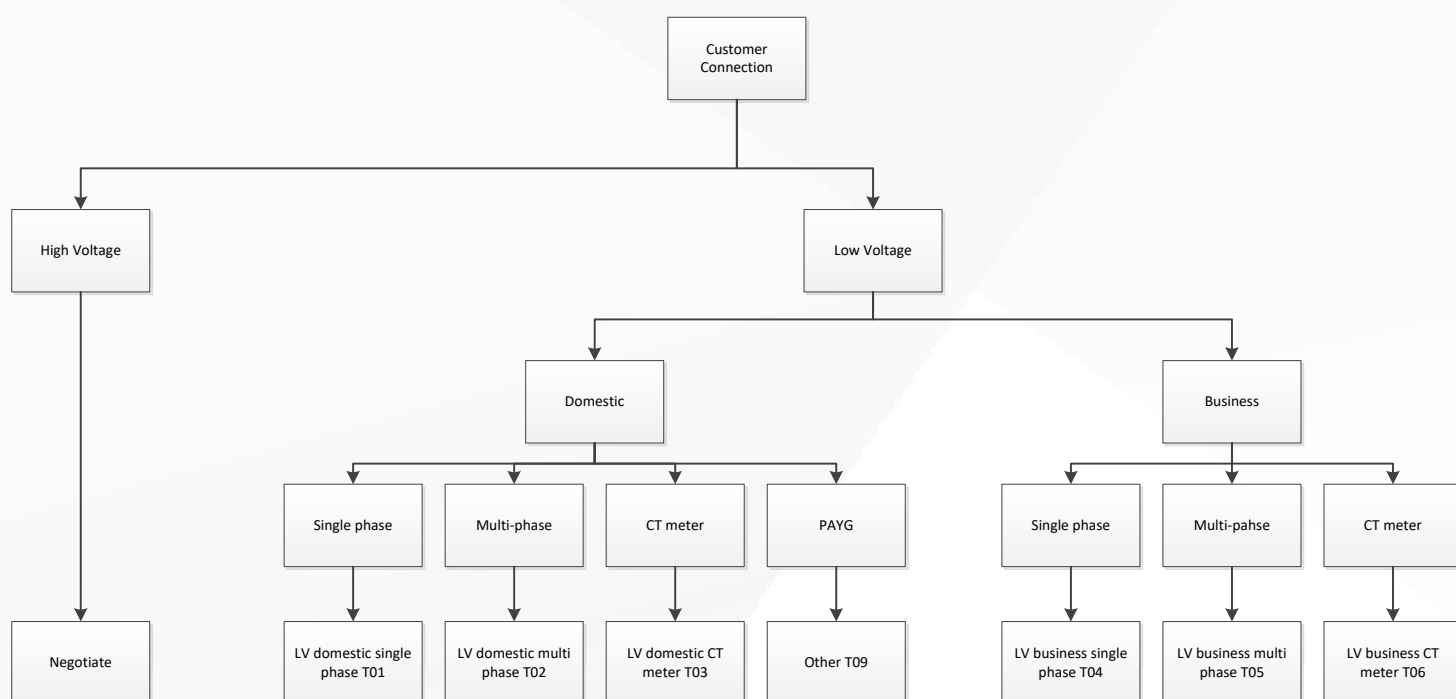 Customer
Connection
High Voltage
Low Voltage
Domestic
Business
Single phase
Multi-phase
CT meter
PAYG
Single phase
Multi-pahse
CT meter
Negotiate
LV domestic single
phase T01
LV domestic multi
phase T02
LV domestic CT
meter T03
Other T09
LV business single
phase T04
LV business multi
phase T05
LV business CT
meter T06